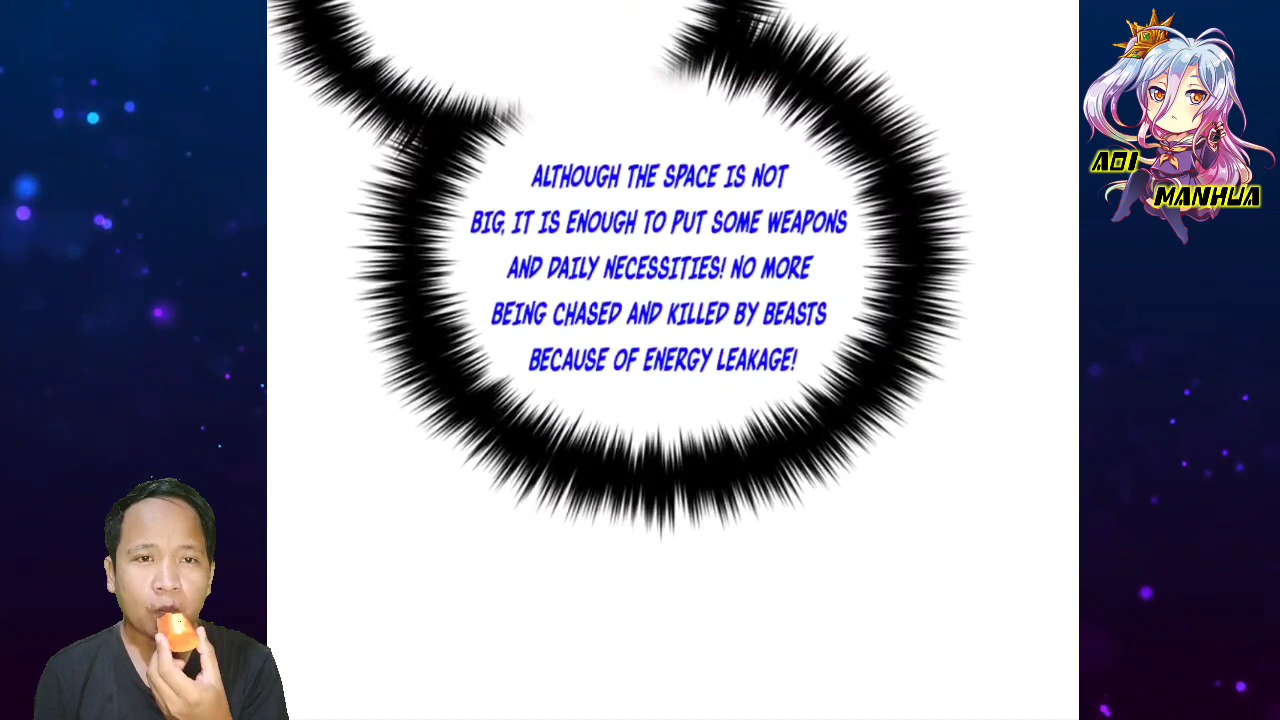 ALTHOUGH THE SPACE IS NOT
BIG, IT IS ENOUGH TO PUT SOME WEAPONS
AND DAILY NECESSITIES! NO MORE
BEING CHASED AND KILLED BY BEASTS
BECAUSE OF ENERGY LEAKAGE!
AOI
MANHUA